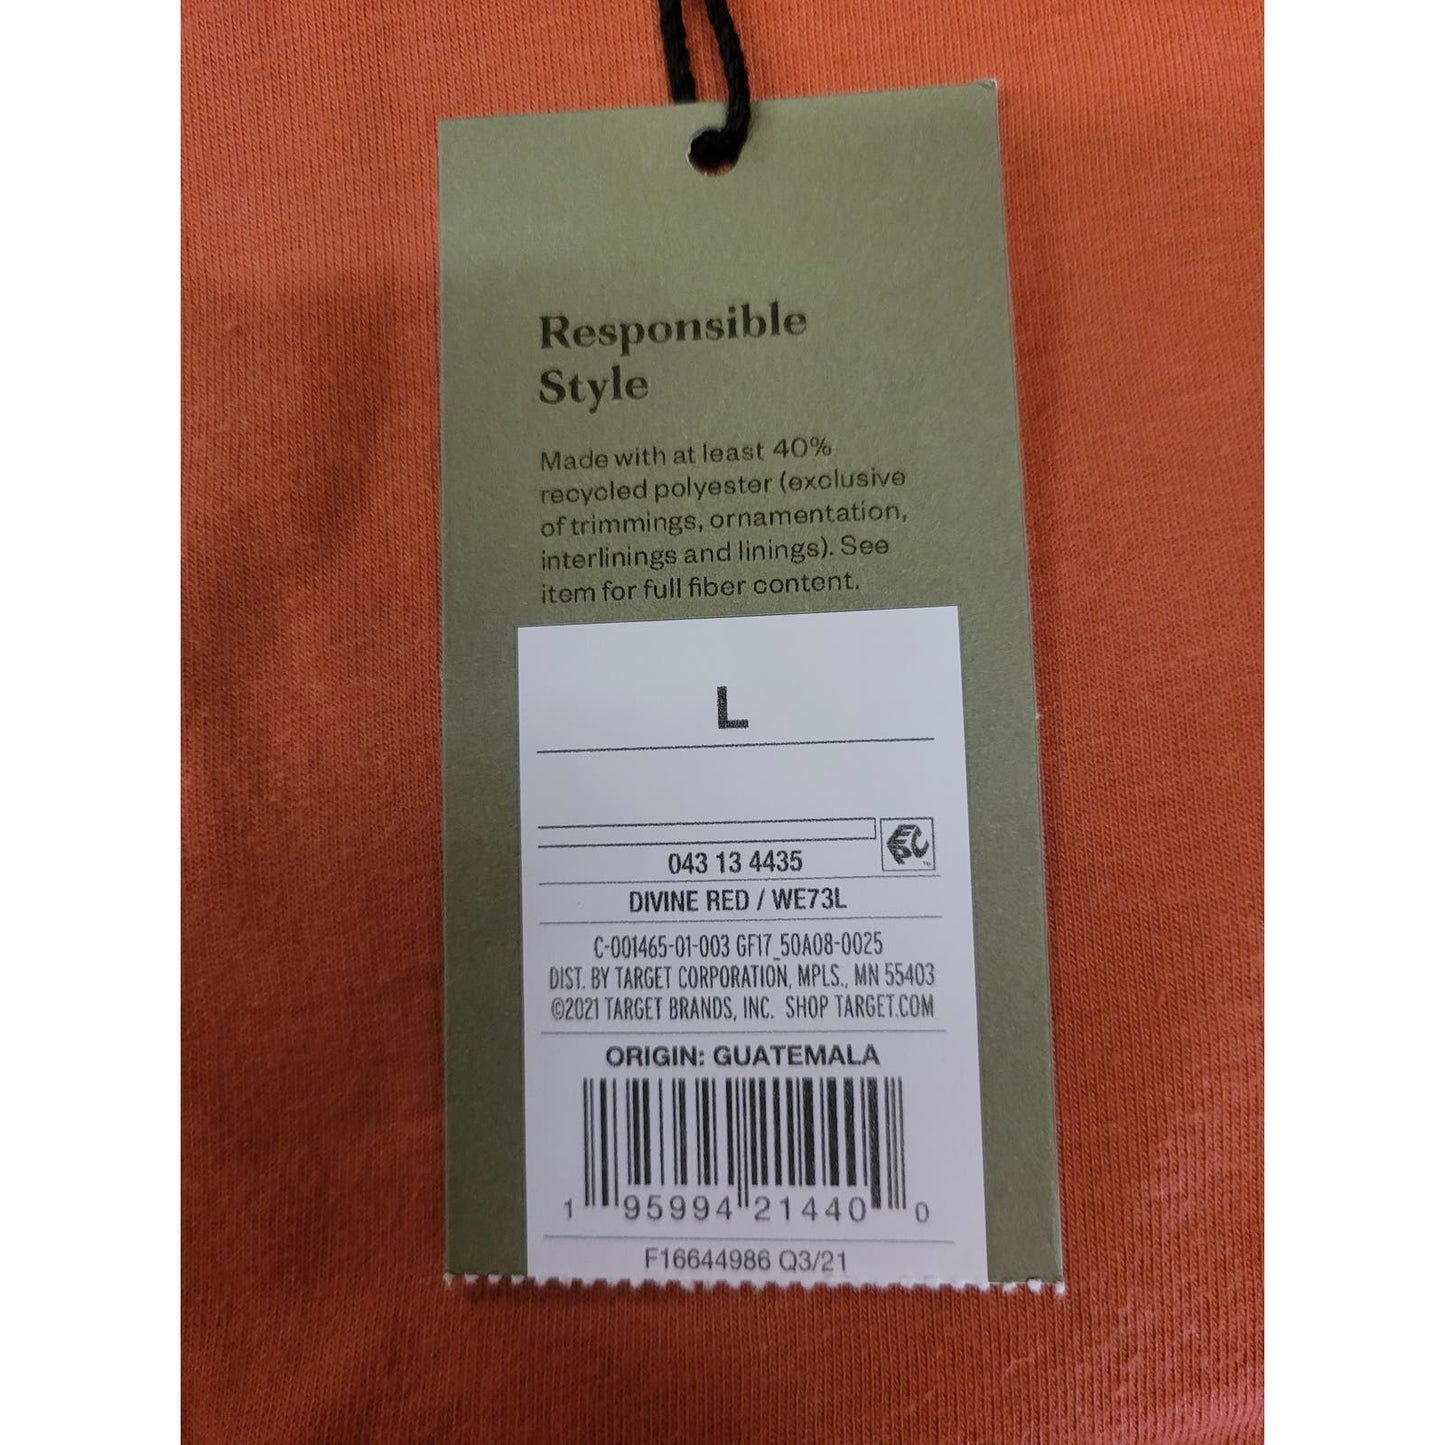 Responsible
Style
Made with at least 40%
recycled polyester (exclusive
of trimmings, ornamentation,
interlinings and linings). See
item for full fiber content.
L
EPC
™
043 13 4435
DIVINE RED / WE73L
C-001465-01-003 GF17_50A08-0025
DIST. BY TARGET CORPORATION, MPLS., MN 55403
©2021 TARGET BRANDS, INC. SHOP TARGET.COM
ORIGIN: GUATEMALA
1 95994 21440 0
F16644986 Q3/21